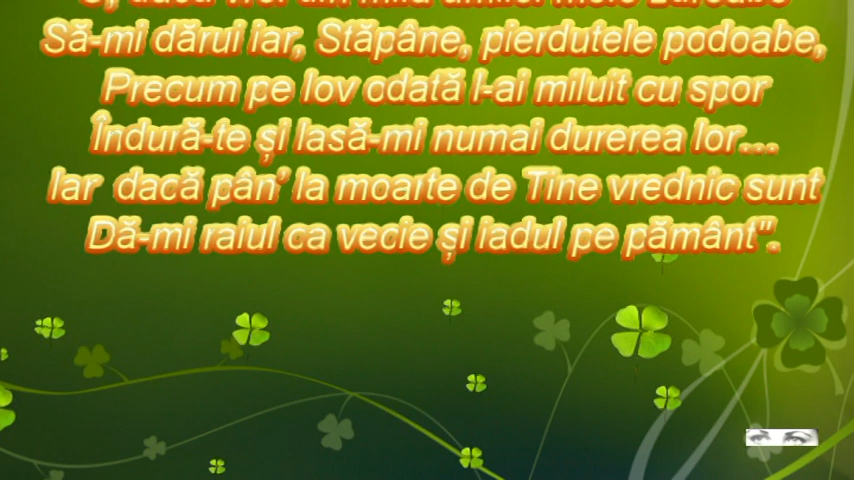 Să-mi dărui iar, Stăpâne, pierdutele podoabe,
Precum pe Iov odată l-ai miluit cu spor
Îndură-te și lasă-mi numai durerea lor...
Iar dacă pân' la moarte de Tine vrednic sunt
Dă-mi raiul ca vecie și iadul pe pământ".